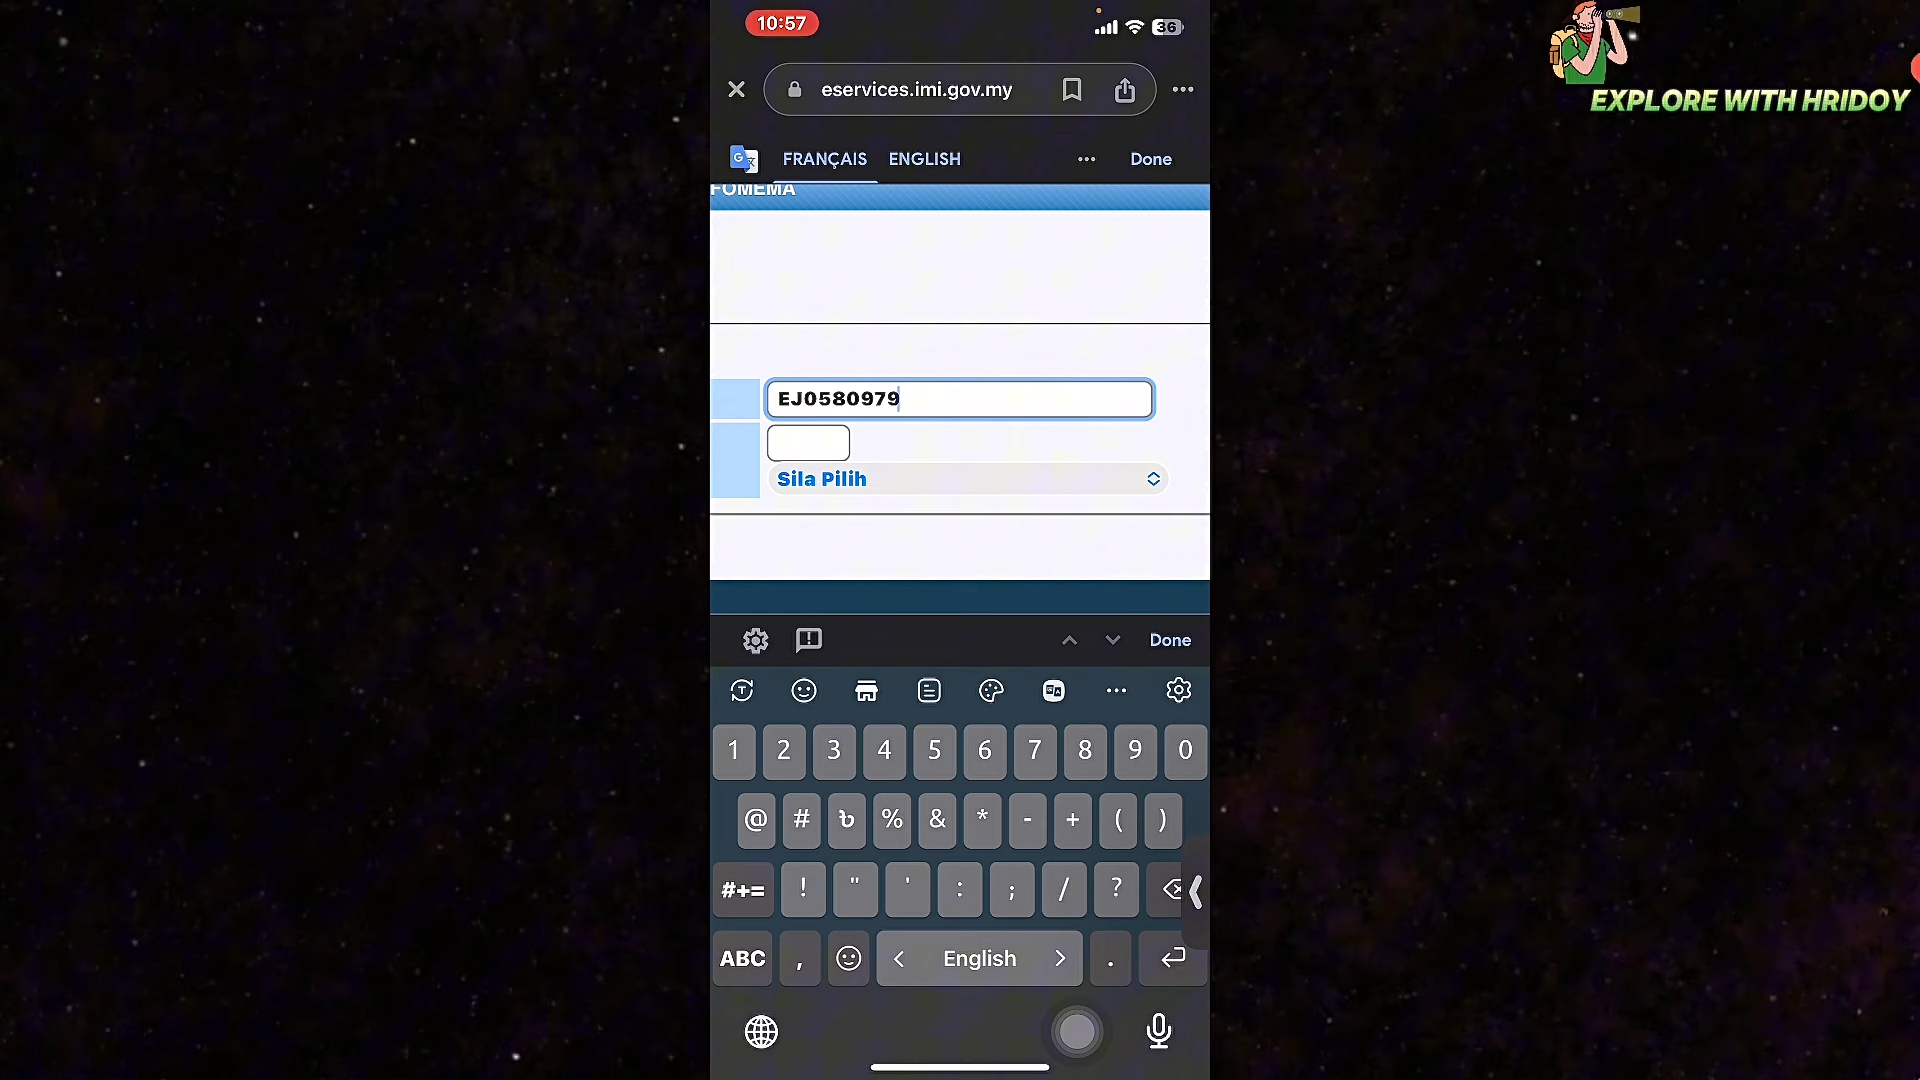 10:57
36
EXPLORE WITH HRIDOY
eservices.imi.gov.my
FRANÇAIS ENGLISH ... Done
FOMEMA
EJ0580979
Sila Pilih
Done
1 2 3 4 5 6 7 8 9 0
@ # ৳ % & * - + ( )
#+= ! " ' : ; / ?
ABC , < English > .